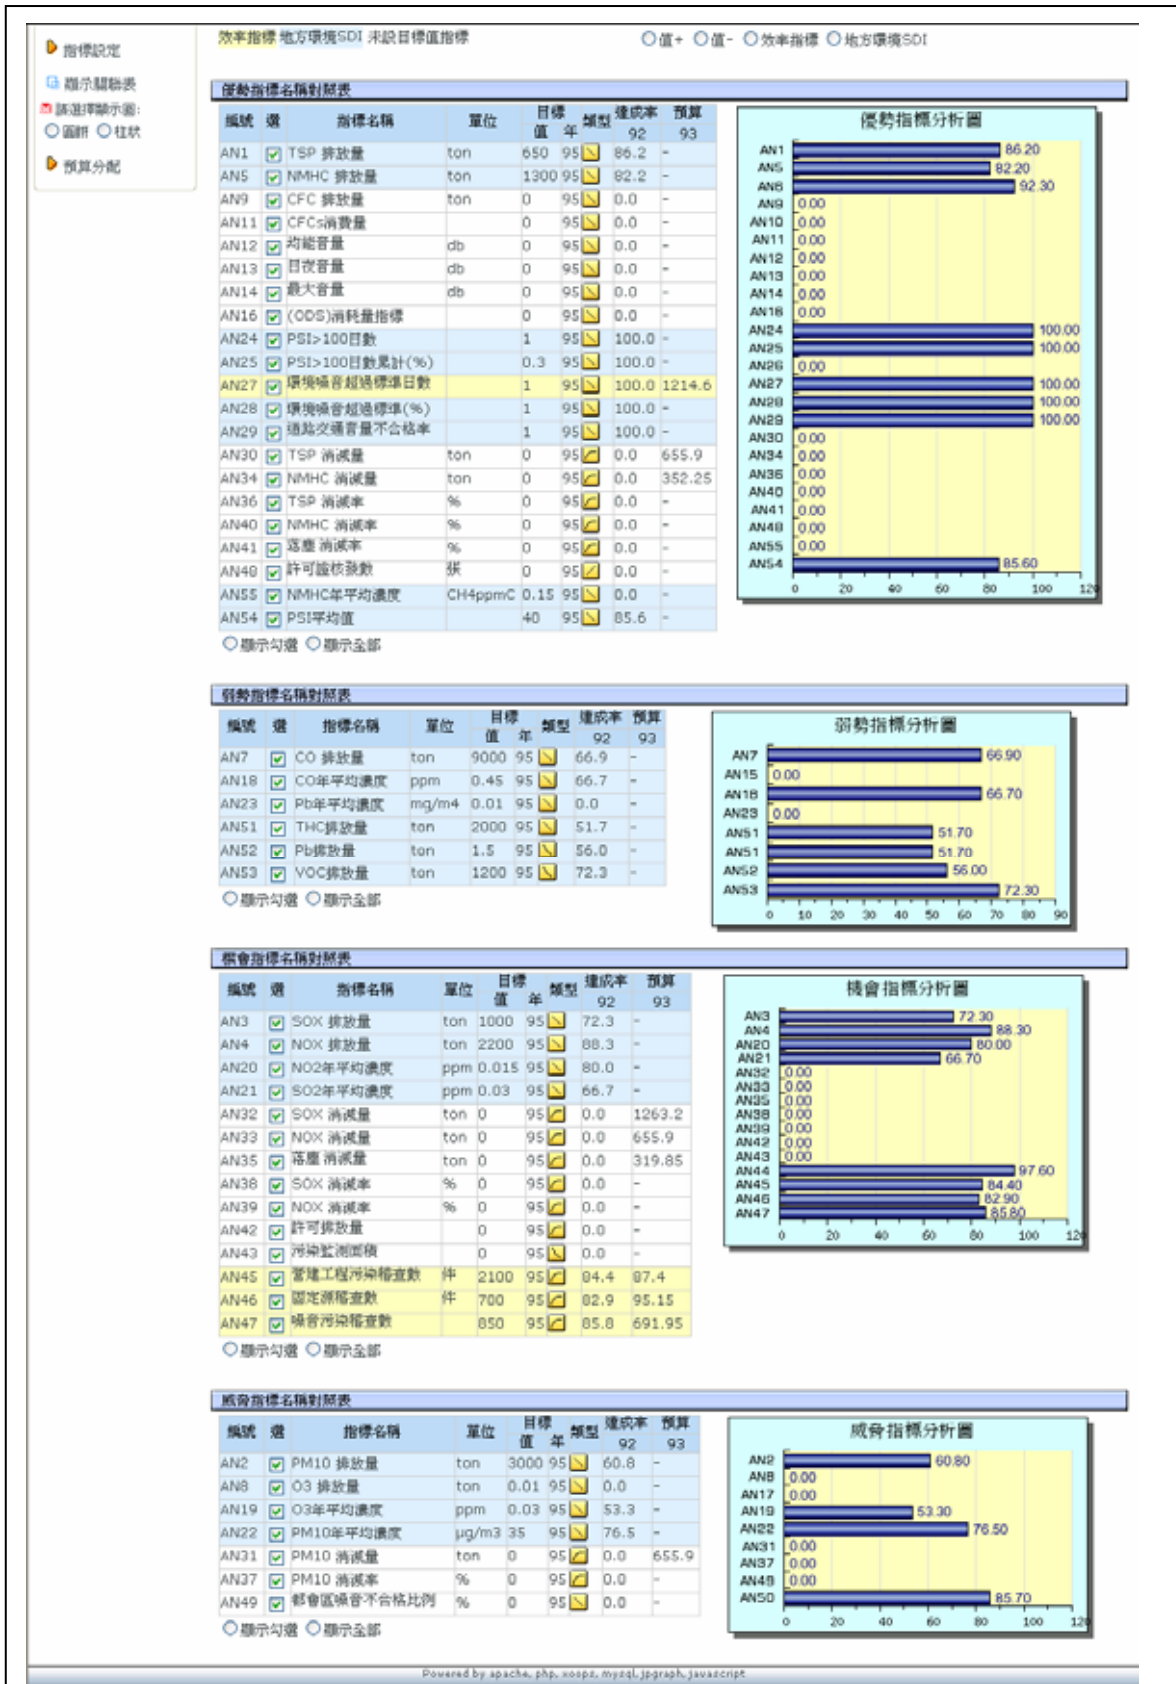 指標設定
顯示關聯表
請選擇顯示圖:
圓餅 柱狀
預算分配
效率指標 地方環境SDI 未設目標值指標
值+ 值- 效率指標 地方環境SDI
優勢指標名稱對照表
編號 選 指標名稱 單位 目標 類型 達成率 預算
值 年 92 93
AN1 TSP 排放量 ton 650 95 86.2 -
AN5 NMHC 排放量 ton 1300 95 82.2 -
AN9 CFC 排放量 ton 0 95 0.0 -
AN11 CFCs消費量 0 95 0.0 -
AN12 均能音量 db 0 95 0.0 -
AN13 日夜音量 db 0 95 0.0 -
AN14 最大音量 db 0 95 0.0 -
AN16 (ODS)消耗量指標 0 95 0.0 -
AN24 PSI>100日數 1 95 100.0 -
AN25 PSI>100日數累計(%) 0.3 95 100.0 -
AN27 環境噪音超過標準日數 1 95 100.0 1214.6
AN28 環境噪音超過標準(%) 1 95 100.0 -
AN29 道路交通音量不合格率 1 95 100.0 -
AN30 TSP 消減量 ton 0 95 0.0 655.9
AN34 NMHC 消減量 ton 0 95 0.0 352.25
AN36 TSP 消減率 % 0 95 0.0 -
AN40 NMHC 消減率 % 0 95 0.0 -
AN41 落塵 消減率 % 0 95 0.0 -
AN48 許可證核發數 張 0 95 0.0 -
AN55 NMHC年平均濃度 CH4ppmC 0.15 95 0.0 -
AN54 PSI平均值 40 95 85.6 -
顯示勾選 顯示全部
優勢指標分析圖
AN1 86.20
AN5 82.20
AN6 92.30
AN9 0.00
AN10 0.00
AN11 0.00
AN12 0.00
AN13 0.00
AN14 0.00
AN16 0.00
AN24 100.00
AN25 100.00
AN26 0.00
AN27 100.00
AN28 100.00
AN29 100.00
AN30 0.00
AN34 0.00
AN36 0.00
AN40 0.00
AN41 0.00
AN48 0.00
AN55 0.00
AN54 85.60
0 20 40 60 80 100 120
弱勢指標名稱對照表
編號 選 指標名稱 單位 目標 類型 達成率 預算
值 年 92 93
AN7 CO 排放量 ton 9000 95 66.9 -
AN18 CO年平均濃度 ppm 0.45 95 66.7 -
AN23 Pb年平均濃度 mg/m4 0.01 95 0.0 -
AN51 THC排放量 ton 2000 95 51.7 -
AN52 Pb排放量 ton 1.5 95 56.0 -
AN53 VOC排放量 ton 1200 95 72.3 -
顯示勾選 顯示全部
弱勢指標分析圖
AN7 66.90
AN15 0.00
AN18 66.70
AN23 0.00
AN51 51.70
AN51 51.70
AN52 56.00
AN53 72.30
0 10 20 30 40 50 60 70 80 90
機會指標名稱對照表
編號 選 指標名稱 單位 目標 類型 達成率 預算
值 年 92 93
AN3 SOX 排放量 ton 1000 95 72.3 -
AN4 NOX 排放量 ton 2200 95 88.3 -
AN20 NO2年平均濃度 ppm 0.015 95 80.0 -
AN21 SO2年平均濃度 ppm 0.03 95 66.7 -
AN32 SOX 消減量 ton 0 95 0.0 1263.2
AN33 NOX 消減量 ton 0 95 0.0 655.9
AN35 落塵 消減量 ton 0 95 0.0 319.85
AN38 SOX 消減率 % 0 95 0.0 -
AN39 NOX 消減率 % 0 95 0.0 -
AN42 許可排放量 0 95 0.0 -
AN43 污染監測面積 0 95 0.0 -
AN45 營建工程污染稽查數 件 2100 95 84.4 87.4
AN46 固定源稽查數 件 700 95 82.9 95.15
AN47 噪音污染稽查數 850 95 85.8 691.95
顯示勾選 顯示全部
機會指標分析圖
AN3 72.30
AN4 88.30
AN20 80.00
AN21 66.70
AN32 0.00
AN33 0.00
AN35 0.00
AN38 0.00
AN39 0.00
AN42 0.00
AN43 0.00
AN44 97.60
AN45 84.40
AN46 82.90
AN47 85.80
0 20 40 60 80 100 120
威脅指標名稱對照表
編號 選 指標名稱 單位 目標 類型 達成率 預算
值 年 92 93
AN2 PM10 排放量 ton 3000 95 60.8 -
AN8 O3 排放量 ton 0.01 95 0.0 -
AN19 O3年平均濃度 ppm 0.03 95 53.3 -
AN22 PM10年平均濃度 μg/m3 35 95 76.5 -
AN31 PM10 消減量 ton 0 95 0.0 655.9
AN37 PM10 消減率 % 0 95 0.0 -
AN49 都會區噪音不合格比例 % 0 95 0.0 -
顯示勾選 顯示全部
威脅指標分析圖
AN2 60.80
AN8 0.00
AN17 0.00
AN19 53.30
AN22 76.50
AN31 0.00
AN37 0.00
AN49 0.00
AN50 85.70
0 20 40 60 80 100 120
Powered by apache, php, xoops, mysql, jpgraph, javascript